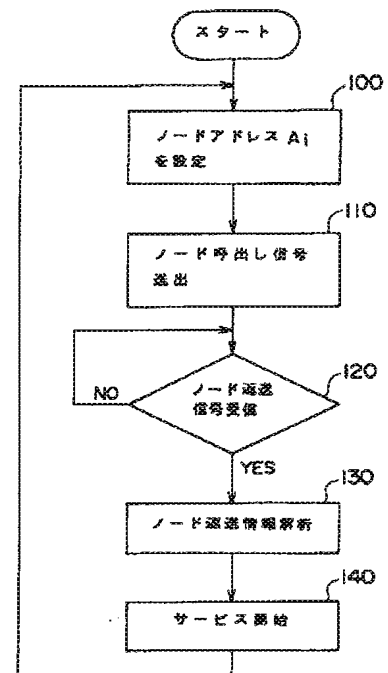 スタート
100
ノードアドレス Ai
を設定
110
ノード呼出し信号
送出
120
ノード返送
信号受信
NO
YES
130
ノード返送情報解析
140
サービス開始